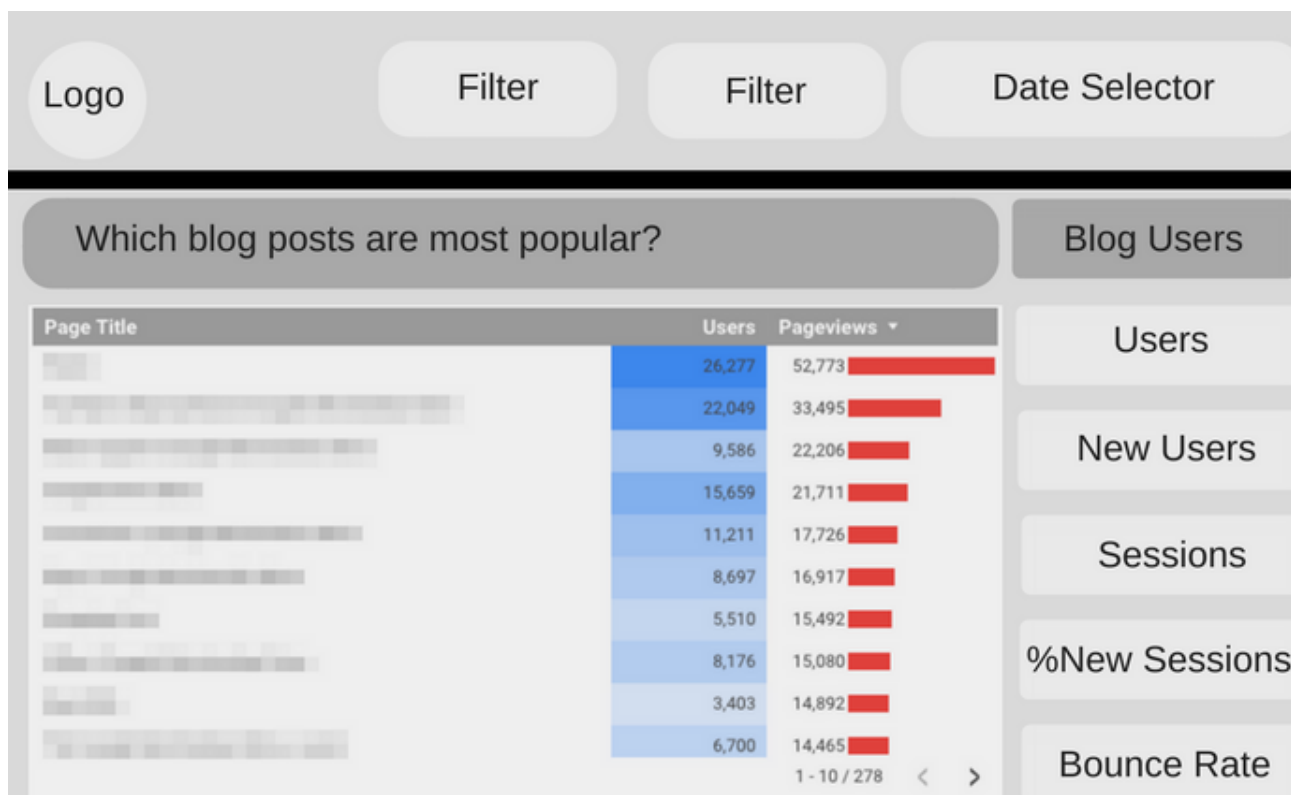 Logo
Filter
Filter
Date Selector
Which blog posts are most popular?
Blog Users
Page Title Users Pageviews
26,277 52,773
22,049 33,495
9,586 22,206
15,659 21,711
11,211 17,726
8,697 16,917
5,510 15,492
8,176 15,080
3,403 14,892
6,700 14,465
1 - 10 / 278
Users
New Users
Sessions
%New Sessions
Bounce Rate